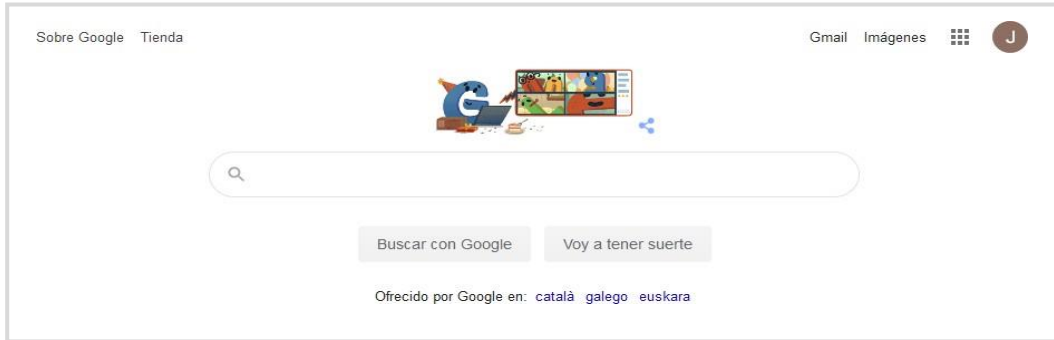 Sobre Google Tienda Gmail Imágenes J
Buscar con Google Voy a tener suerte
Ofrecido por Google en: català galego euskara